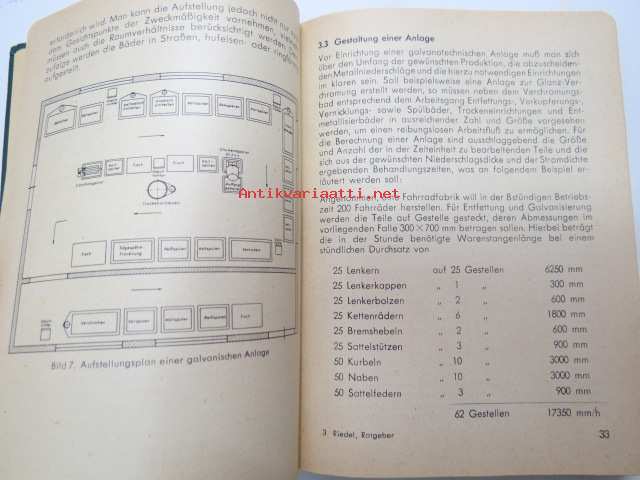 erforderlich wird. Man kann die Aufstellung (jedoch nicht nur
dem Gesichtspunkte der Zweckmäßigkeit vornehmen,
müssen auch die Raumverhältnisse berücksichtigt werden.
zufolge werden die Bäder in Straßen, hufeisen- oder ringförmig
aufgestellt.
Bild 7. Aufstellungsplan einer galvanischen Anlage
3.3 Gestaltung einer Anlage
Vor Einrichtung einer galvanotechnischen Anlage muß man sich
über den Umfang der gewünschten Produktion, die abzuscheiden-
den Metallniederschläge und die hierzu notwendigen Einrichtungen
im klaren sein. Soll beispielsweise eine Anlage zur Glanz-Ver-
chromung erstellt werden, so müssen neben dem Verchromungs-
bad entsprechend dem Arbeitsgang Entfettungs-, Verkupferungs-,
Vernicklungs- sowie Spülbäder, Trockeneinrichtungen und Ent-
metallisierbäder in ausreichender Zahl und Größe vorgesehen
werden, um einen reibungslosen Arbeitsfluß zu ermöglichen. Für
die Berechnung einer Anlage sind ausschlaggebend die Größe
und Anzahl der in der Zeiteinheit zu bearbeitenden Teile und die
sich aus der gewünschten Niederschlagsdicke und der Stromdichte
ergebenden Behandlungszeiten, was an folgendem Beispiel er-
läutert werden soll:
Antikvariaatti.net
Angenommen, eine Fahrradfabrik will in 8stündigen Betriebs-
zeit 200 Fahrräder herstellen. Für Entfettung und Galvanisierung
werden die Teile auf Gestelle gesteckt, deren Abmessungen im
vorliegenden Falle 300×700 mm betragen sollen. Hierbei beträgt
die in der Stunde benötigte Warenstangenlänge bei einem
stündlichen Durchsatz von
25 Lenkern auf 25 Gestellen 6250 mm
25 Lenkerkappen „ 1 „ 300 mm
25 Lenkerbolzen „ 2 „ 600 mm
25 Kettenrädern „ 6 „ 1800 mm
25 Bremshebeln „ 2 „ 600 mm
25 Sattelstützen „ 3 „ 900 mm
50 Kurbeln „ 10 „ 3000 mm
50 Naben „ 10 „ 3000 mm
50 Sattelfedern „ 3 „ 900 mm
62 Gestellen 17350 mm/h
3 Riedel, Ratgeber 33